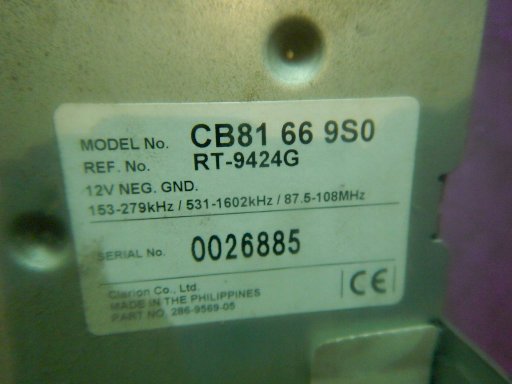 MODEL No. CB81 66 9S0
REF. No. RT-9424G
12V NEG. GND.
153-279kHz / 531-1602kHz / 87.5-108MHz
SERIAL No. 0026885
Clarion Co., Ltd.
MADE IN THE PHILIPPINES
PART NO. 286-9569-05
CE